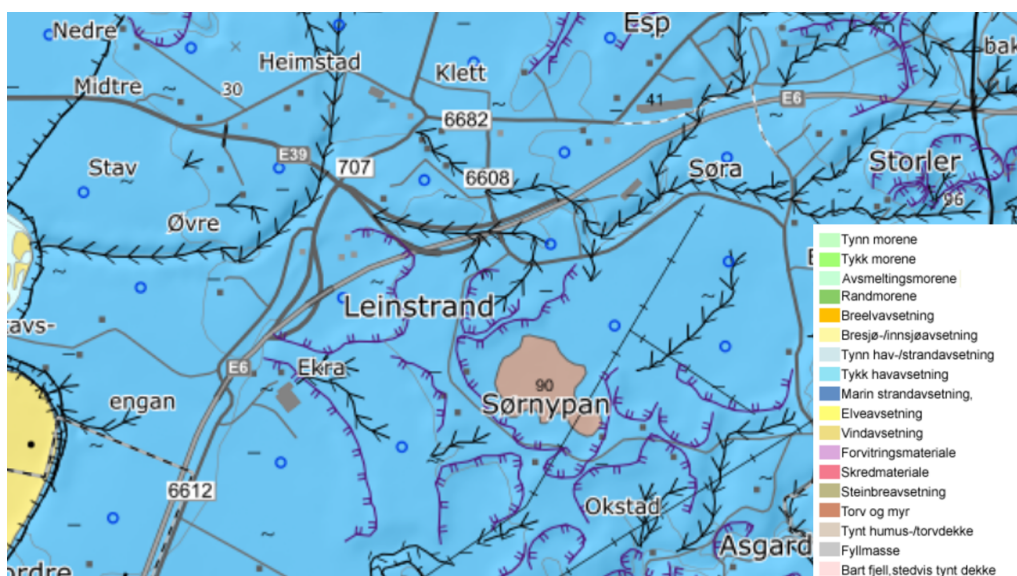 Nedre
Esp
bak
Heimstad
Klett
Midtre
30
41
E6
6682
E39
707
Stav
6608
Søra
Storler
96
Øvre
Leinstrand
avs-
E6
Ekra
90
engan
Sørnypan
6612
Okstad
Asgard
ordre
Tynn morene
Tykk morene
Avsmeltingsmorene
Randmorene
Breelvavsetning
Bresjø-/innsjøavsetning
Tynn hav-/strandavsetning
Tykk havavsetning
Marin strandavsetning,
Elveavsetning
Vindavsetning
Forvitringsmateriale
Skredmateriale
Steinbreavsetning
Torv og myr
Tynt humus-/torvdekke
Fyllmasse
Bart fjell,stedvis tynt dekke